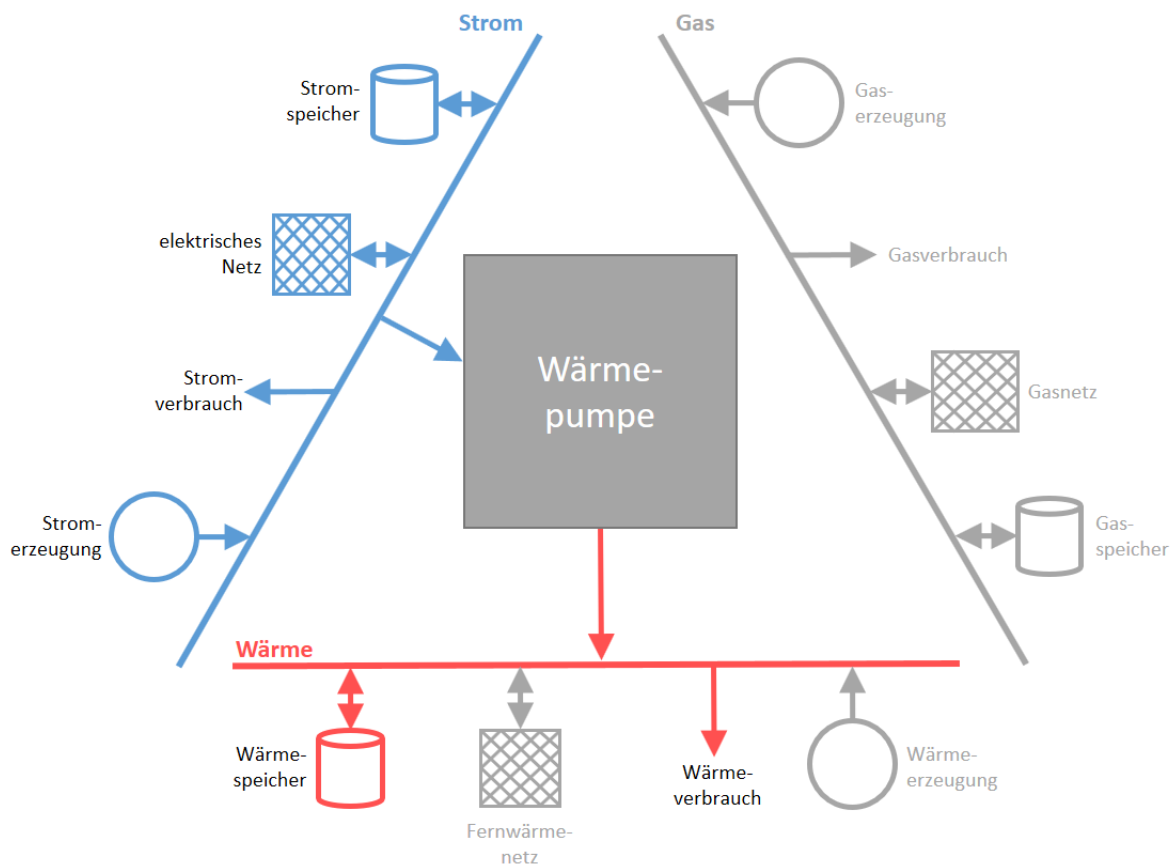 Strom
Gas
Strom-
speicher
Gas-
erzeugung
elektrisches
Netz
Gasverbrauch
Wärme-
pumpe
Strom-
verbrauch
Gasnetz
Strom-
erzeugung
Gas-
speicher
Wärme
Wärme-
speicher
Fernwärme-
netz
Wärme-
verbrauch
Wärme-
erzeugung